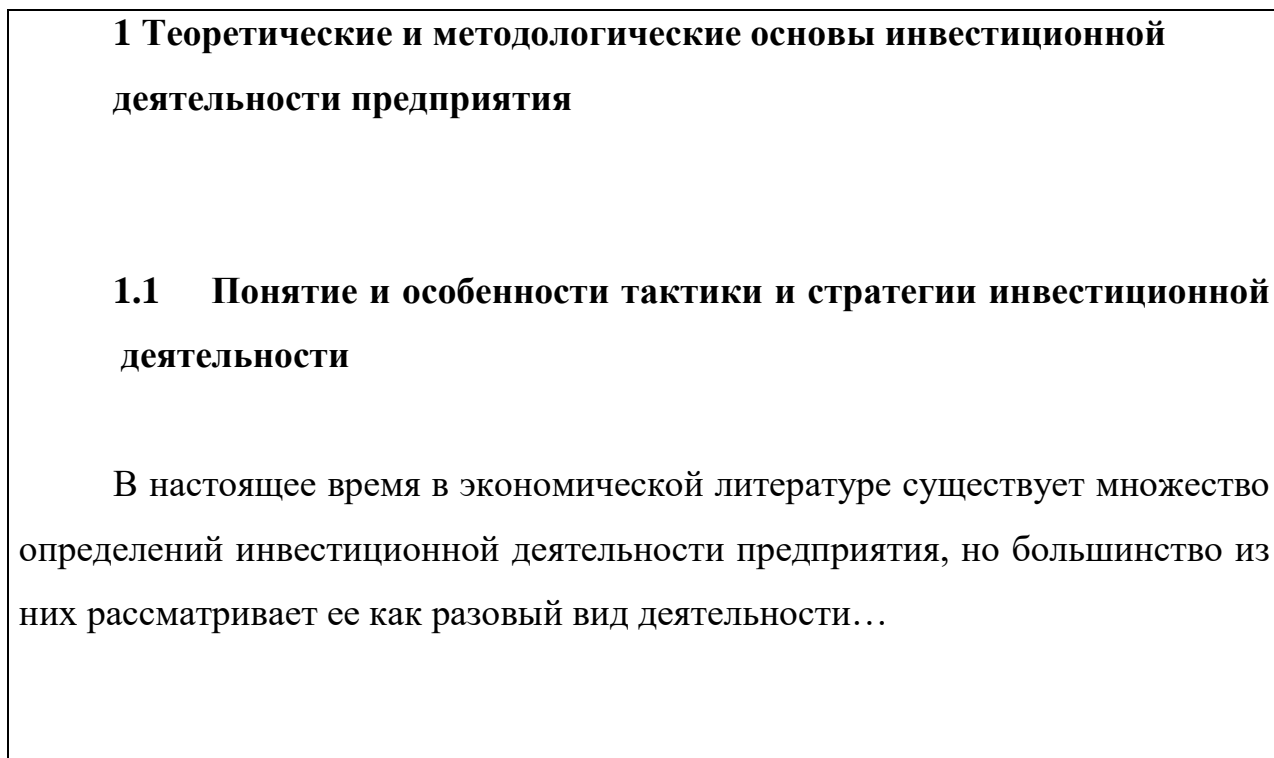 1 Теоретические и методологические основы инвестиционной
деятельности предприятия
1.1 Понятие и особенности тактики и стратегии инвестиционной
деятельности
В настоящее время в экономической литературе существует множество
определений инвестиционной деятельности предприятия, но большинство из
них рассматривает ее как разовый вид деятельности…